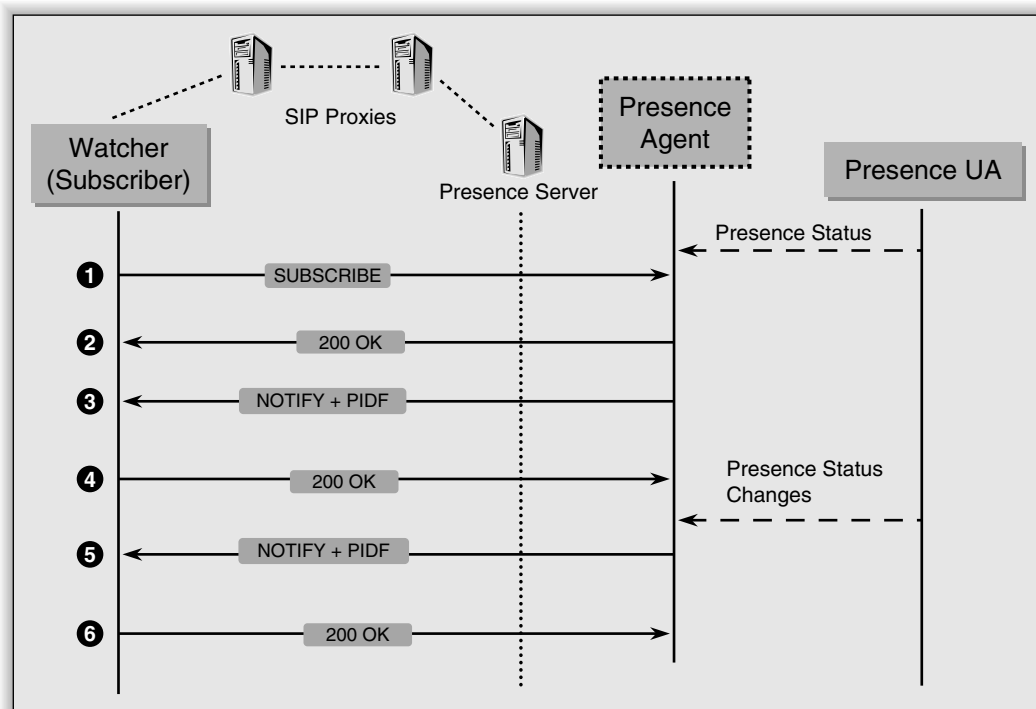 SIP Proxies
Watcher
(Subscriber)
Presence Server
Presence
Agent
Presence UA
Presence Status
1 SUBSCRIBE
2 200 OK
3 NOTIFY + PIDF
4 200 OK
Presence Status
Changes
5 NOTIFY + PIDF
6 200 OK